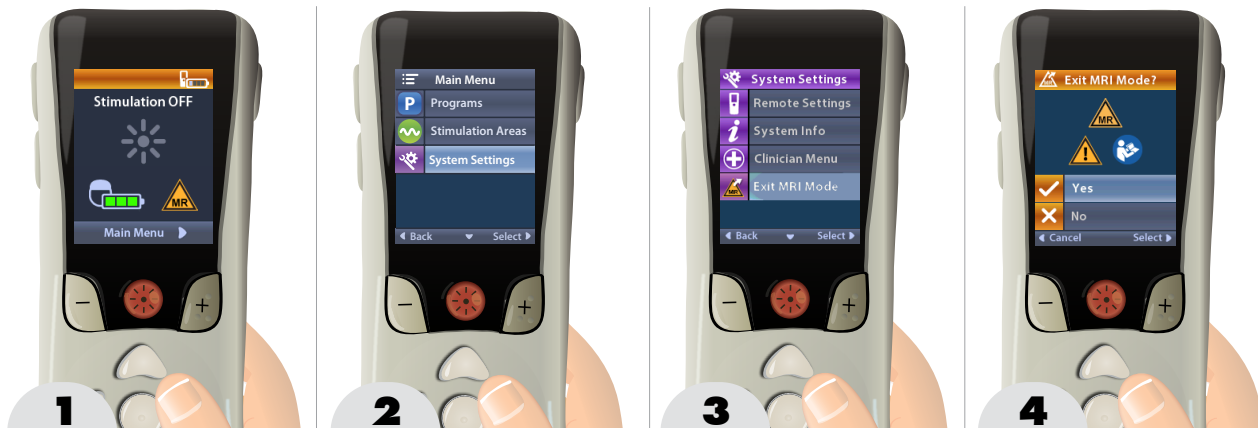 Stimulation OFF
MR
Main Menu
1
Main Menu
P Programs
Stimulation Areas
System Settings
Back Select
2
System Settings
Remote Settings
i System Info
Clinician Menu
MR Exit MRI Mode
Back Select
3
MR Exit MRI Mode?
MR
!
Yes
No
Cancel Select
4